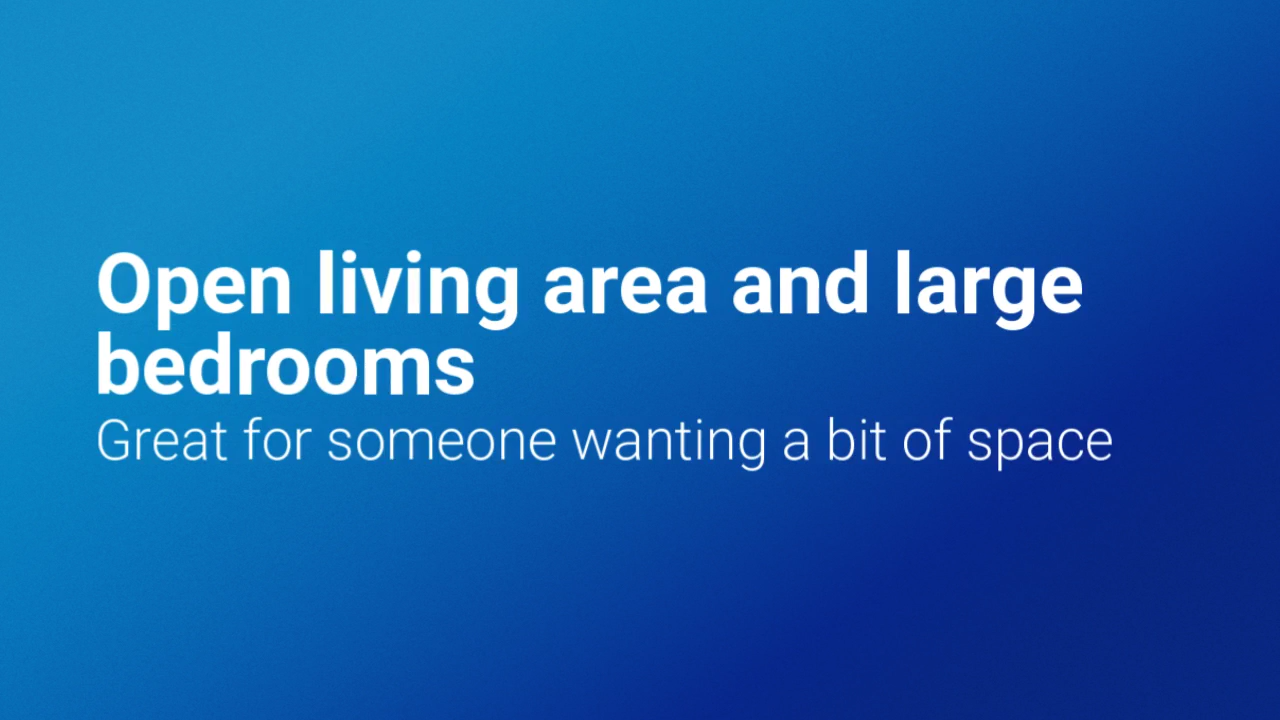 Open living area and large
bedrooms
Great for someone wanting a bit of space